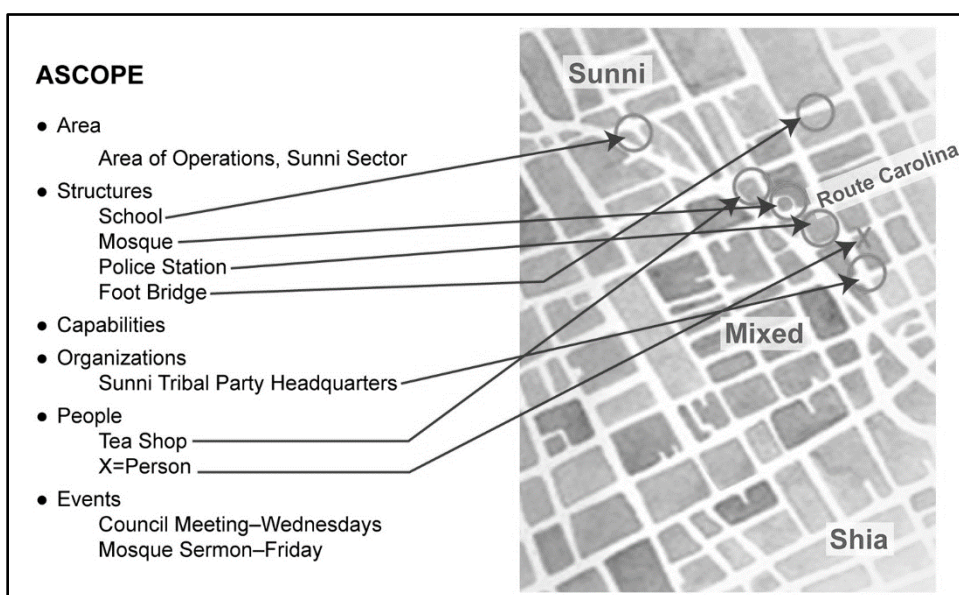 ASCOPE
● Area
Area of Operations, Sunni Sector
● Structures
School
Mosque
Police Station
Foot Bridge
● Capabilities
● Organizations
Sunni Tribal Party Headquarters
● People
Tea Shop
X=Person
● Events
Council Meeting–Wednesdays
Mosque Sermon–Friday
Sunni
Route Carolina
X
Mixed
Shia